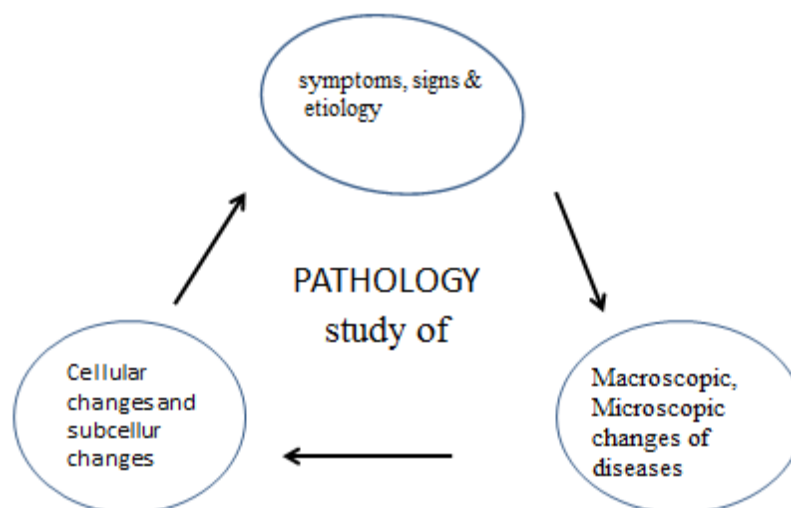 symptoms, signs &
etiology
PATHOLOGY
study of
Cellular
changes and
subcellur
changes
Macroscopic,
Microscopic
changes of
diseases